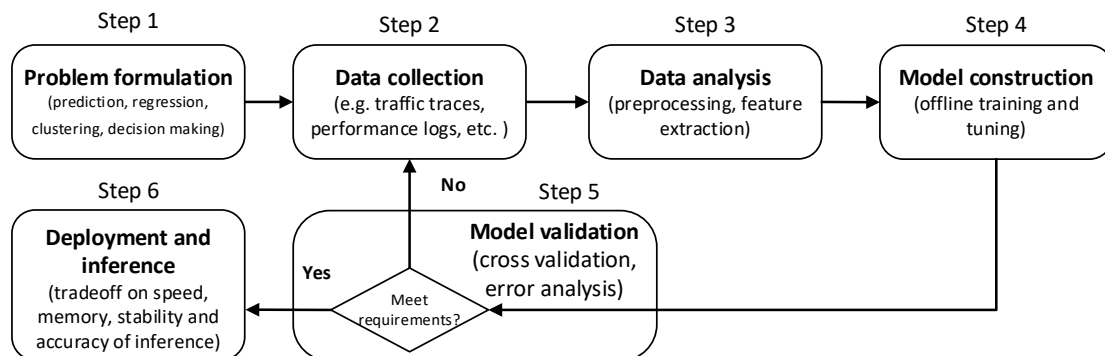 Step 1
Problem formulation
(prediction, regression,
clustering, decision making)
Step 2
Data collection
(e.g. traffic traces,
performance logs, etc. )
Step 3
Data analysis
(preprocessing, feature
extraction)
Step 4
Model construction
(offline training and
tuning)
No
Step 5
Model validation
(cross validation,
error analysis)
Meet
requirements?
Yes
Step 6
Deployment and
inference
(tradeoff on speed,
memory, stability and
accuracy of inference)